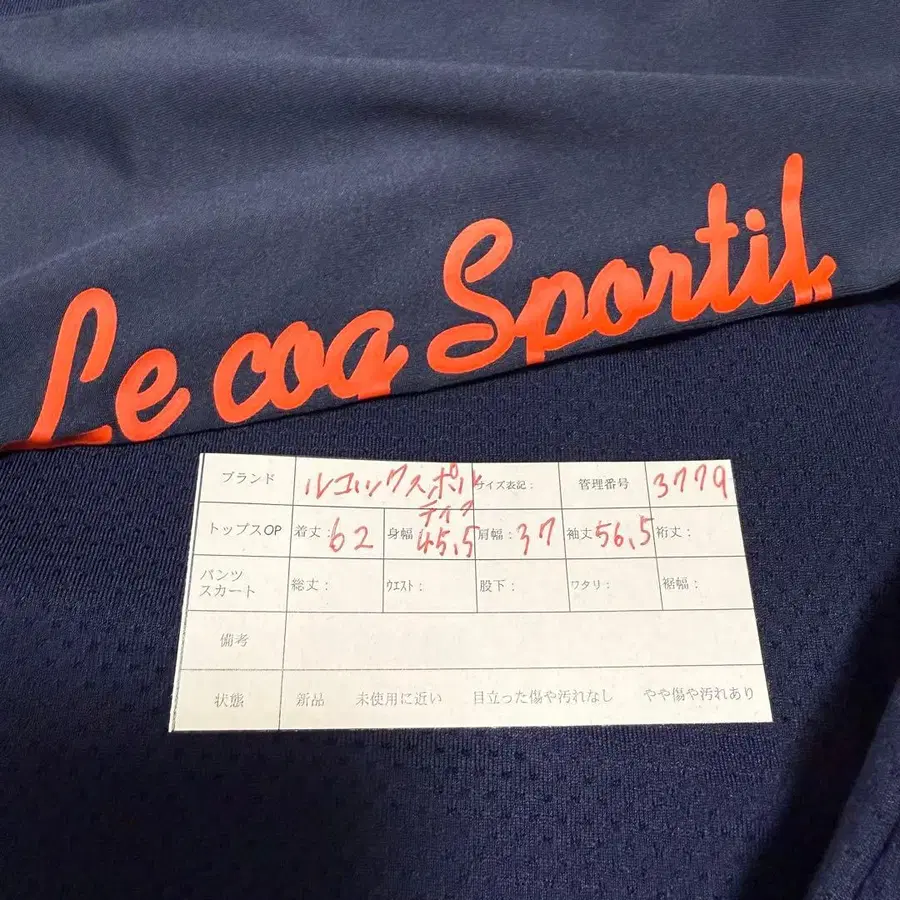 Le coq Sportif
ブランド ルコックスポル サイズ表記： 管理番号 3779
ティフ
トップスOP 着丈：62 身幅：45.5 肩幅：37 袖丈56.5 裄丈：
パンツ
スカート 総丈： ウエスト： 股下： ワタリ： 裾幅：
備考
状態 新品 未使用に近い 目立った傷や汚れなし やや傷や汚れあり